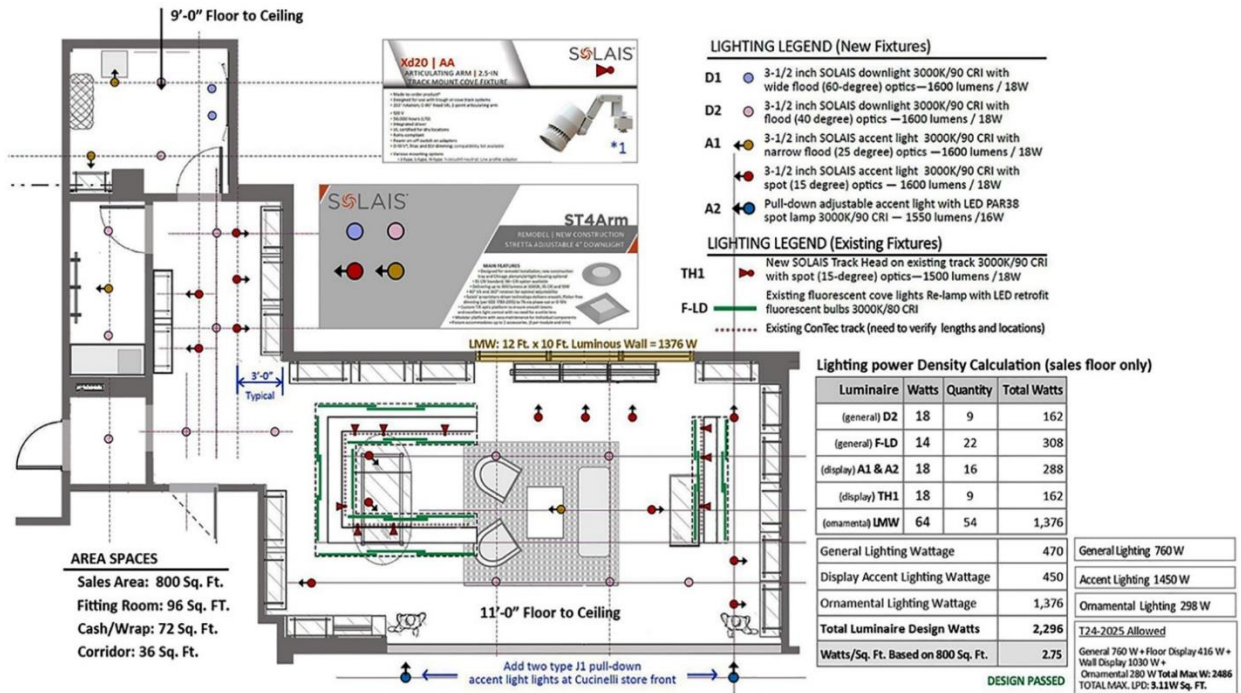 9'-0" Floor to Ceiling
Xd20 | AA
ARTICULATING ARM | 2.5-IN
TRACK MOUNT COVE FIXTURE
SOLAIS
• Made-to-order product*
• 120 V
• Integrated driver
• RoHS compliant
*1
SOLAIS
ST4Arm
REMODEL | NEW CONSTRUCTION
STRETTA ADJUSTABLE 4" DOWNLIGHT
MAIN FEATURES
LMW: 12 Ft. x 10 Ft. Luminous Wall = 1376 W
3'-0"
Typical
11'-0" Floor to Ceiling
Add two type J1 pull-down
accent light lights at Cucinelli store front
AREA SPACES
Sales Area: 800 Sq. Ft.
Fitting Room: 96 Sq. FT.
Cash/Wrap: 72 Sq. Ft.
Corridor: 36 Sq. Ft.
LIGHTING LEGEND (New Fixtures)
D1 3-1/2 inch SOLAIS downlight 3000K/90 CRI with
wide flood (60-degree) optics—1600 lumens / 18W
D2 3-1/2 inch SOLAIS downlight 3000K/90 CRI with
flood (40 degree) optics —1600 lumens / 18W
A1 3-1/2 inch SOLAIS accent light 3000K/90 CRI with
narrow flood (25 degree) optics —1600 lumens / 18W
3-1/2 inch SOLAIS accent light 3000K/90 CRI with
spot (15 degree) optics — 1600 lumens / 18W
A2 Pull-down adjustable accent light with LED PAR38
spot lamp 3000K/90 CRI — 1550 lumens /16W
LIGHTING LEGEND (Existing Fixtures)
TH1 New SOLAIS Track Head on existing track 3000K/90 CRI
with spot (15-degree) optics—1500 lumens /18W
F-LD Existing fluorescent cove lights Re-lamp with LED retrofit
fluorescent bulbs 3000K/80 CRI
Existing ConTec track (need to verify lengths and locations)
Lighting power Density Calculation (sales floor only)
Luminaire Watts Quantity Total Watts
(general) D2 18 9 162
(general) F-LD 14 22 308
(display) A1 & A2 18 16 288
(display) TH1 18 9 162
(ornamental) LMW 64 54 1,376
General Lighting Wattage 470
Display Accent Lighting Wattage 450
Ornamental Lighting Wattage 1,376
Total Luminaire Design Watts 2,296
Watts/Sq. Ft. Based on 800 Sq. Ft. 2.75
DESIGN PASSED
General Lighting 760 W
Accent Lighting 1450 W
Ornamental Lighting 298 W
T24-2025 Allowed
General 760 W + Floor Display 416 W +
Wall Display 1030 W +
Ornamental 280 W Total Max W: 2486
TOTAL MAX. LPD: 3.11W Sq. FT.